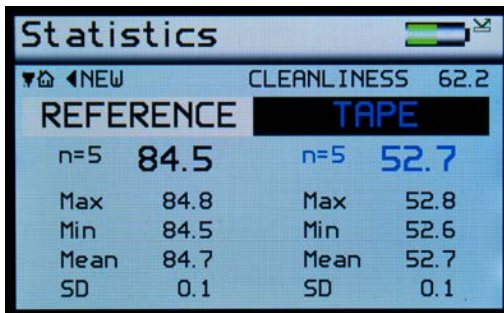 Statistics
NEW CLEANLINESS 62.2
REFERENCE TAPE
n=5 84.5 n=5 52.7
Max 84.8 Max 52.8
Min 84.5 Min 52.6
Mean 84.7 Mean 52.7
SD 0.1 SD 0.1